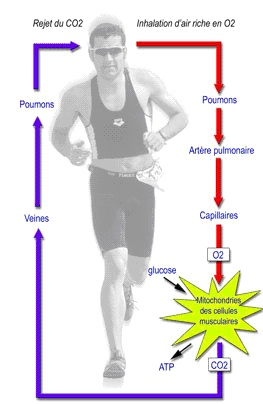 Rejet du CO2
Inhalation d'air riche en O2
Poumons
Poumons
Artère pulmonaire
Veines
Capillaires
O2
glucose
Mitochondries
des cellules
musculaires
ATP
CO2